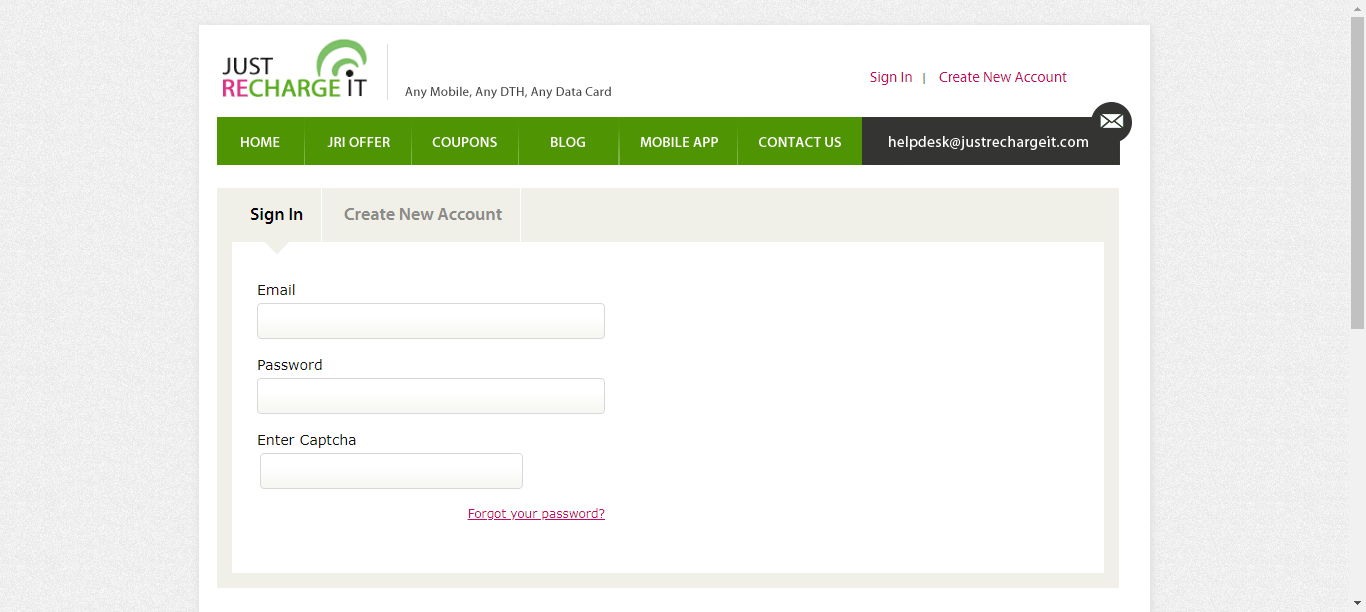 JUST
RECHARGE IT
Any Mobile, Any DTH, Any Data Card
Sign In | Create New Account
HOME JRI OFFER COUPONS BLOG MOBILE APP CONTACT US helpdesk@justrechargeit.com
Sign In Create New Account
Email
Password
Enter Captcha
Forgot your password?